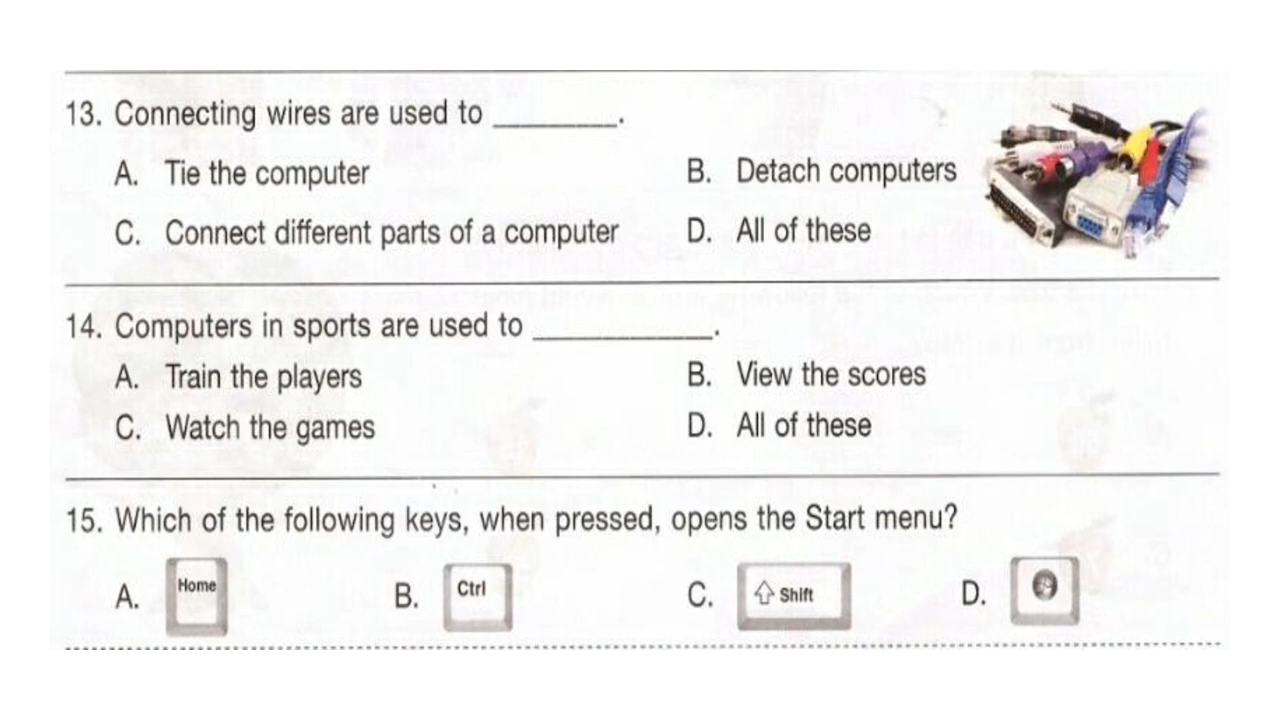 13. Connecting wires are used to ________.
A. Tie the computer B. Detach computers
C. Connect different parts of a computer D. All of these
14. Computers in sports are used to ____________.
A. Train the players B. View the scores
C. Watch the games D. All of these
15. Which of the following keys, when pressed, opens the Start menu?
A. Home B. Ctrl C. ⇧ Shift D.